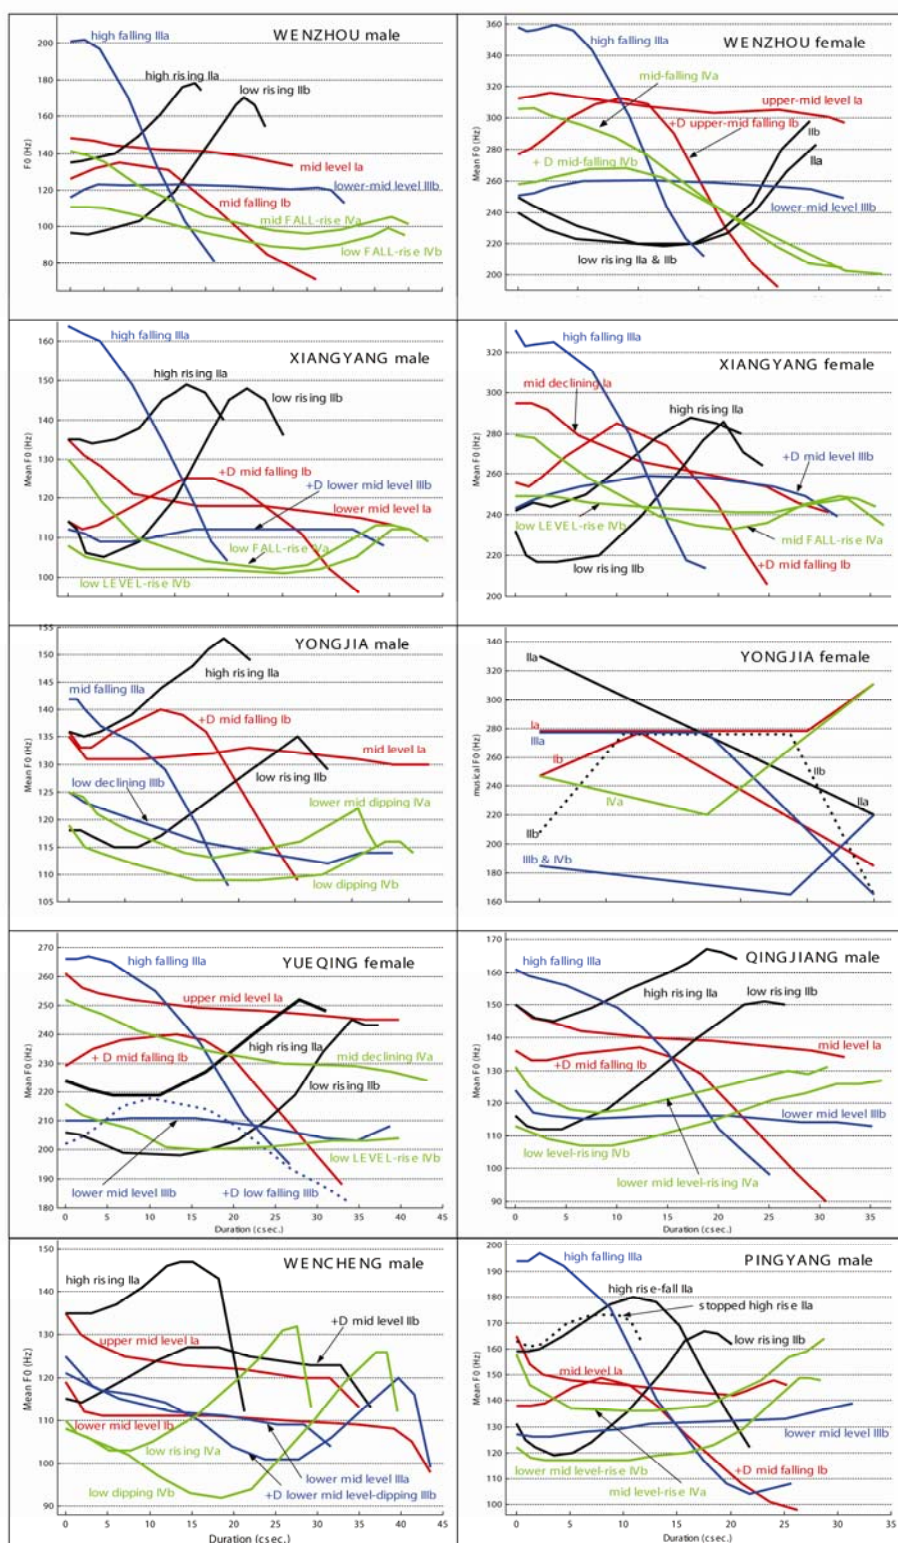 WENZHOU male
high falling IIIa
high rising IIa
low rising IIb
mid level Ia
lower-mid level IIIb
mid falling Ib
mid FALL-rise IVa
low FALL-rise IVb
F0 (Hz)
200
180
160
140
120
100
80
WENZHOU female
high falling IIIa
mid-falling IVa
upper-mid level Ia
+D upper-mid falling Ib
IIb
IIa
+ D mid-falling IVb
lower-mid level IIIb
low rising IIa & IIb
Mean F0 (Hz)
360
340
320
300
280
260
240
220
200
XIANGYANG male
high falling IIIa
high rising IIa
low rising IIb
+D mid falling Ib
+D lower mid level IIIb
lower mid level Ia
low FALL-rise IVa
low LEVEL-rise IVb
Mean F0 (Hz)
160
150
140
130
120
110
100
XIANGYANG female
high falling IIIa
mid declining Ia
high rising IIa
+D mid level IIIb
low LEVEL-rise IVb
mid FALL-rise IVa
low rising IIb
+D mid falling Ib
Mean F0 (Hz)
320
300
280
260
240
220
200
YONGJIA male
mid falling IIIa
high rising IIa
+D mid falling Ib
mid level Ia
low declining IIIb
low rising IIb
lower mid dipping IVa
low dipping IVb
Mean F0 (Hz)
155
150
145
140
135
130
125
120
115
110
105
YONGJIA female
IIa
Ia
IIIa
Ib
IIb
IVa
IIa
IIb
IIIb & IVb
musical F0 (Hz)
340
320
300
280
260
240
220
200
180
160
YUEQING female
high falling IIIa
upper mid level Ia
+ D mid falling Ib
high rising IIa
mid declining IVa
low rising IIb
low LEVEL-rise IVb
lower mid level IIIb
+D low falling IIIb
Mean F0 (Hz)
270
260
250
240
230
220
210
200
190
180
0 5 10 15 20 25 30 35 40 45
Duration (csec.)
QINGJIANG male
high falling IIIa
high rising IIa
low rising IIb
mid level Ia
+D mid falling Ib
lower mid level IIIb
low level-rising IVb
lower mid level-rising IVa
Mean F0 (Hz)
170
160
150
140
130
120
110
100
90
0 5 10 15 20 25 30 35
Duration (csec.)
WENCHENG male
high rising IIa
upper mid level Ia
+D mid level IIb
lower mid level Ib
low rising IVa
lower mid level IIIa
low dipping IVb
+D lower mid level-dipping IIIb
Mean F0 (Hz)
150
140
130
120
110
100
90
0 5 10 15 20 25 30 35 40 45
Duration (csec.)
PINGYANG male
high falling IIIa
high rise-fall IIa
stopped high rise IIa
low rising IIb
mid level Ia
lower mid level IIIb
lower mid level-rise IVb
+D mid falling Ib
mid level-rise IVa
Mean F0 (Hz)
200
190
180
170
160
150
140
130
120
110
100
0 5 10 15 20 25 30 35
Duration (csec.)